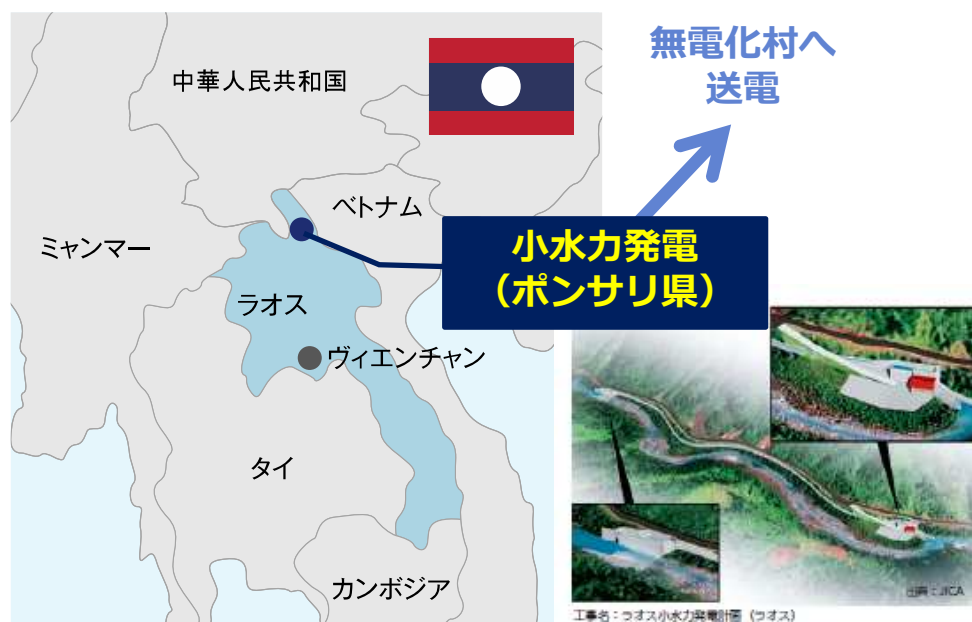 無電化村へ
送電
中華人民共和国
ベトナム
ミャンマー
小水力発電
（ポンサリ県）
ラオス
ヴィエンチャン
タイ
カンボジア
出典：JICA
工事名：ラオス小水力発電計画（ラオス）